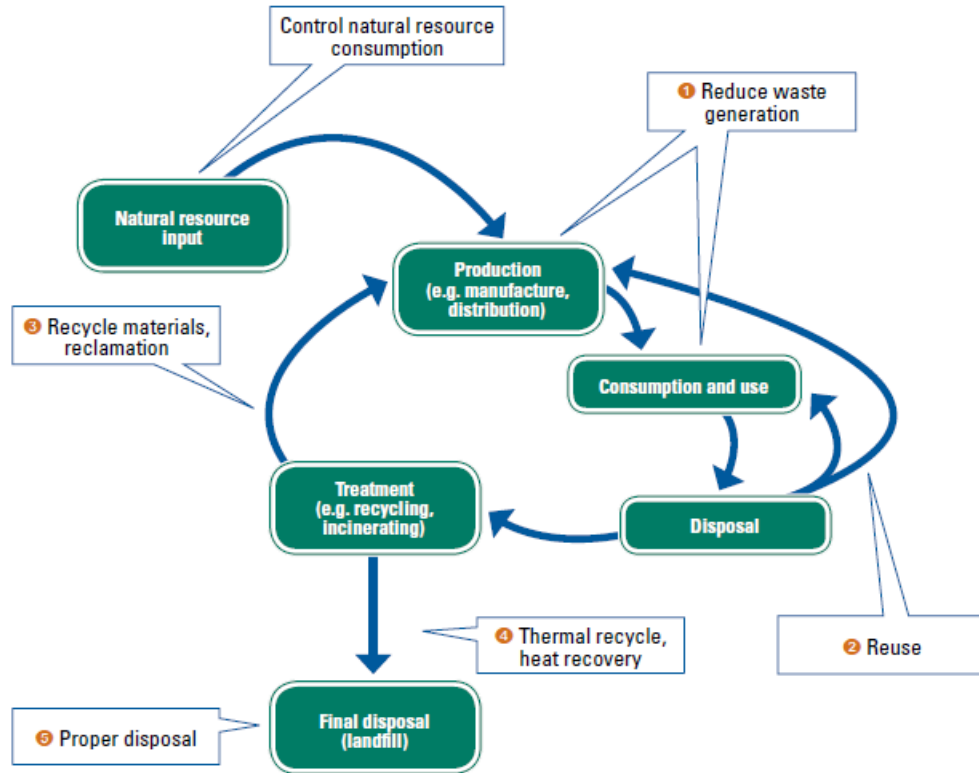 Control natural resource
consumption
❶ Reduce waste
generation
Natural resource
input
Production
(e.g. manufacture,
distribution)
❸ Recycle materials,
reclamation
Consumption and use
Treatment
(e.g. recycling,
incinerating)
Disposal
❹ Thermal recycle,
heat recovery
❷ Reuse
Final disposal
(landfill)
❺ Proper disposal